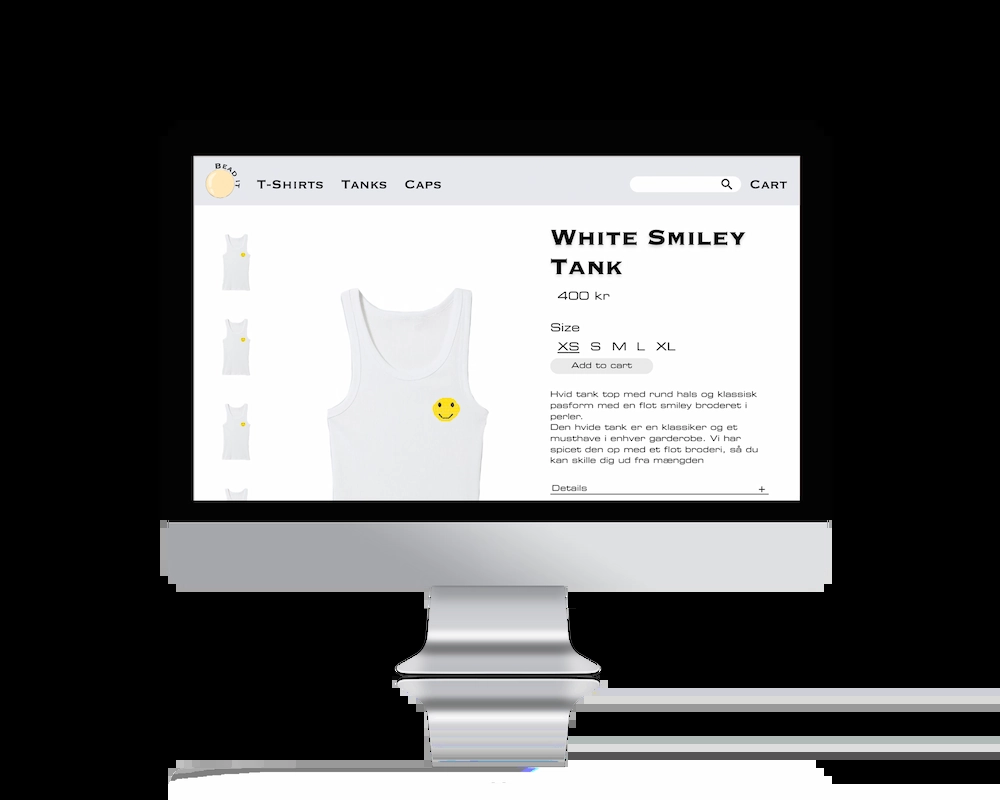 BEAD IT
T-SHIRTS TANKS CAPS
CART
WHITE SMILEY
TANK
400 kr
Size
XS S M L XL
Add to cart
Hvid tank top med rund hals og klassisk
pasform med en flot smiley broderet i
perler.
Den hvide tank er en klassiker og et
musthave i enhver garderobe. Vi har
spicet den op med et flot broderi, så du
kan skille dig ud fra mængden
Details +